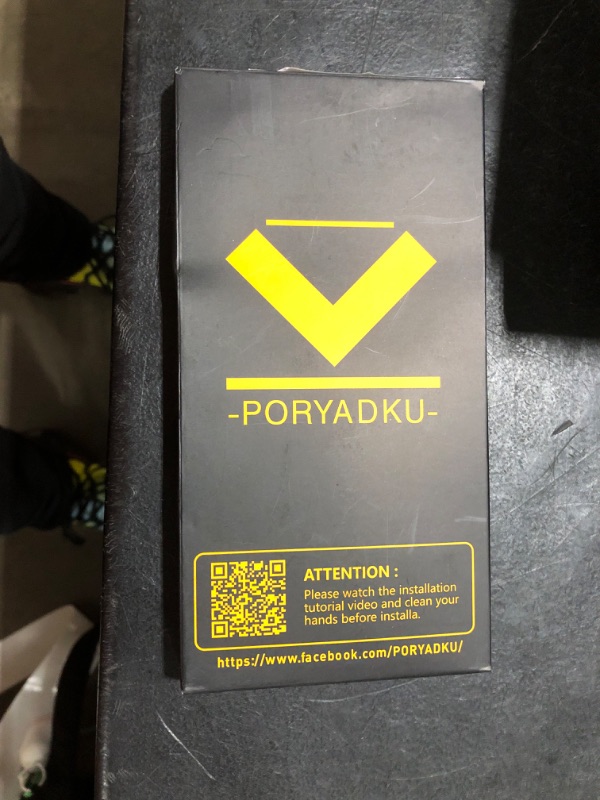 -PORYADKU-
ATTENTION :
Please watch the installation
tutorial video and clean your
hands before installa.
https://www.facebook.com/PORYADKU/